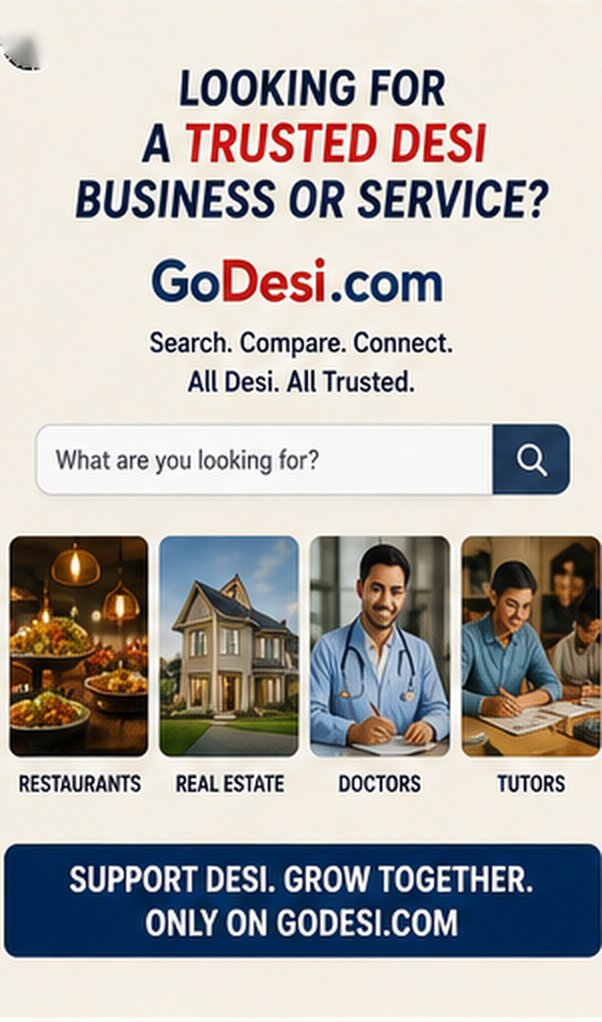 LOOKING FOR
A TRUSTED DESI
BUSINESS OR SERVICE?
GoDesi.com
Search. Compare. Connect.
All Desi. All Trusted.
What are you looking for?
RESTAURANTS
REAL ESTATE
DOCTORS
TUTORS
SUPPORT DESI. GROW TOGETHER.
ONLY ON GODESI.COM